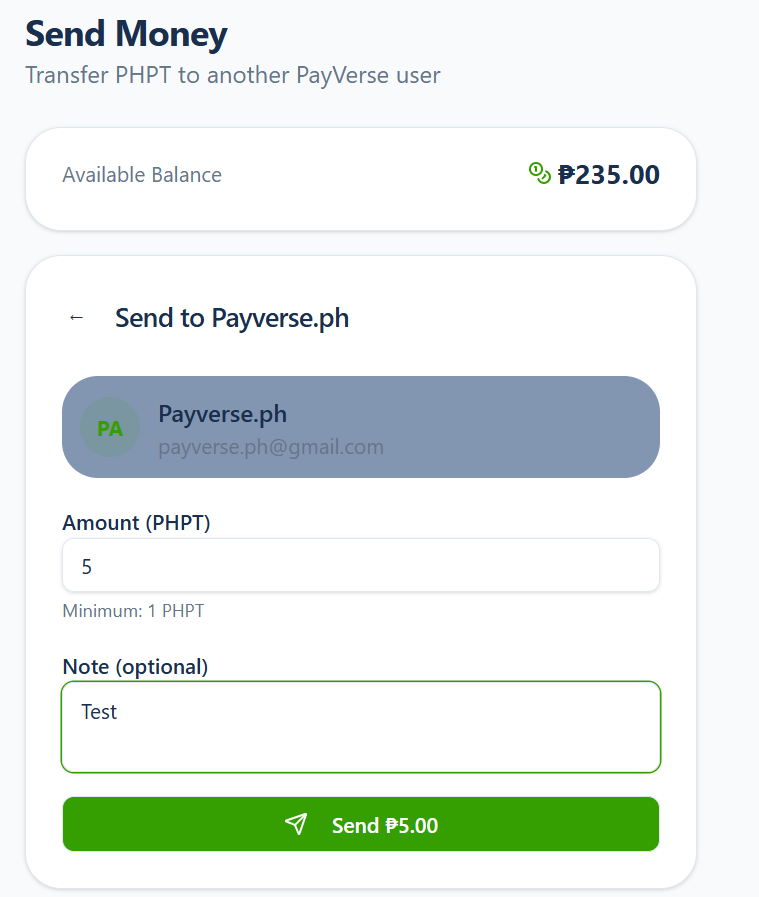 Send Money
Transfer PHPT to another PayVerse user
Available Balance
₱235.00
← Send to Payverse.ph
PA
Payverse.ph
payverse.ph@gmail.com
Amount (PHPT)
5
Minimum: 1 PHPT
Note (optional)
Test
Send ₱5.00